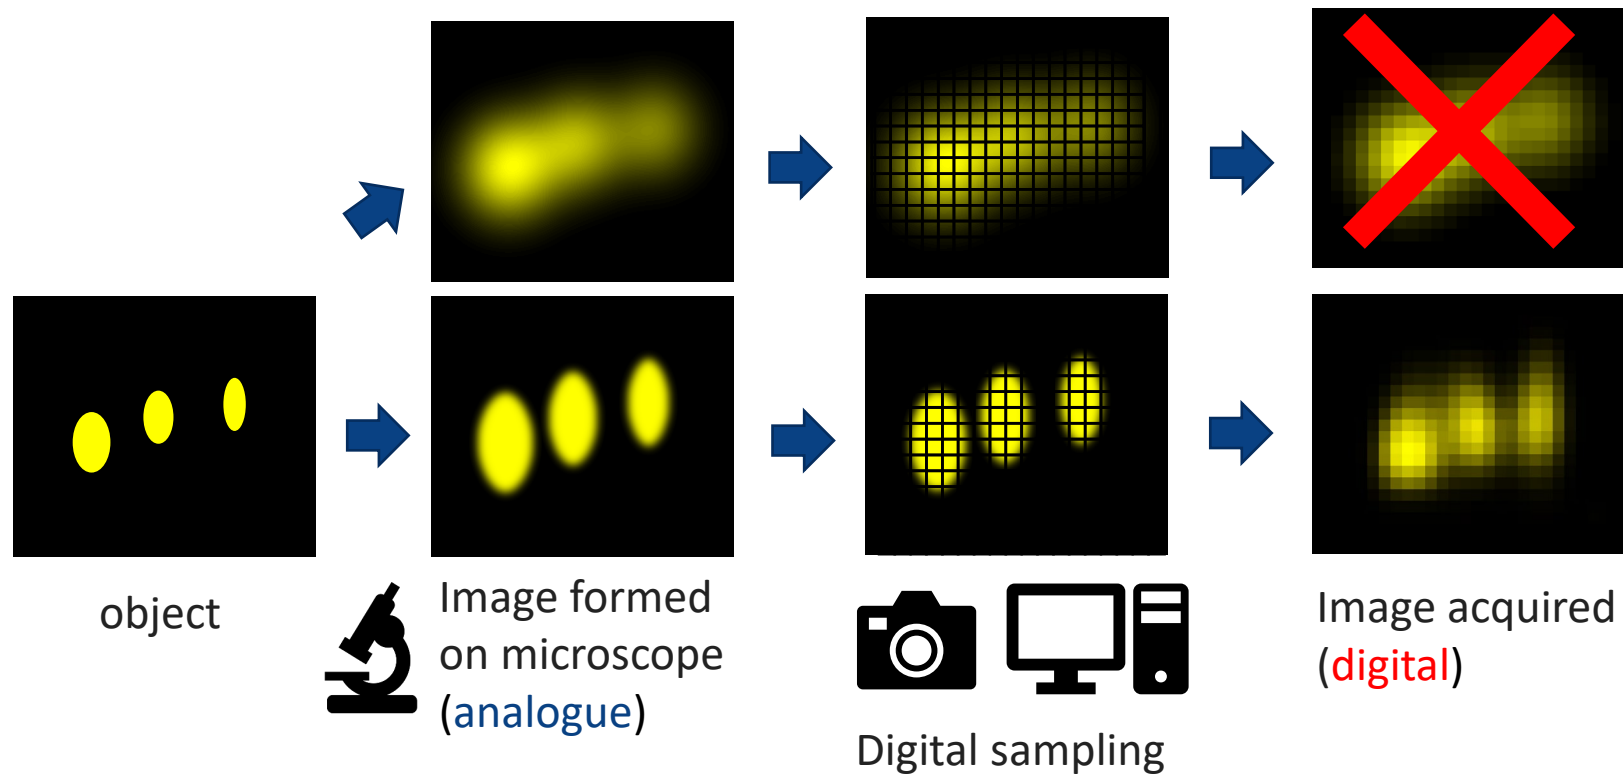 object
Image formed
on microscope
(analogue)
Digital sampling
Image acquired
(digital)